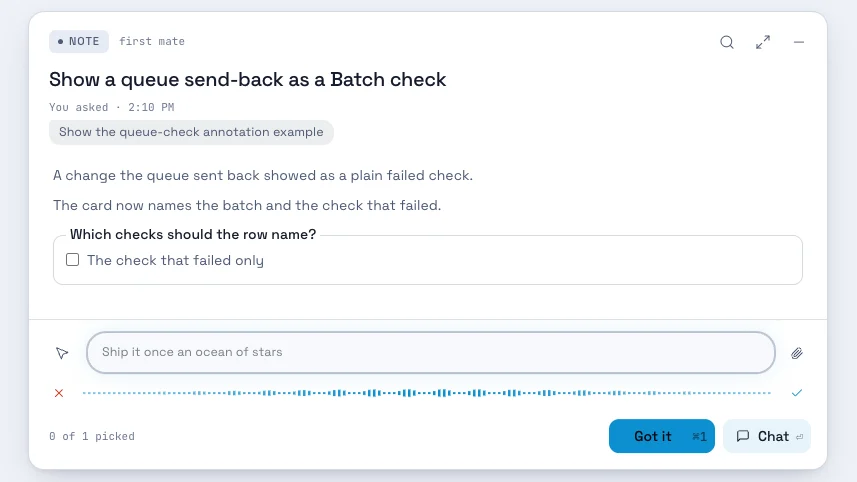 NOTE first mate
Show a queue send-back as a Batch check
You asked · 2:10 PM
Show the queue-check annotation example
A change the queue sent back showed as a plain failed check.
The card now names the batch and the check that failed.
Which checks should the row name?
The check that failed only
Ship it once an ocean of stars
0 of 1 picked
Got it ⌘1
Chat ⏎